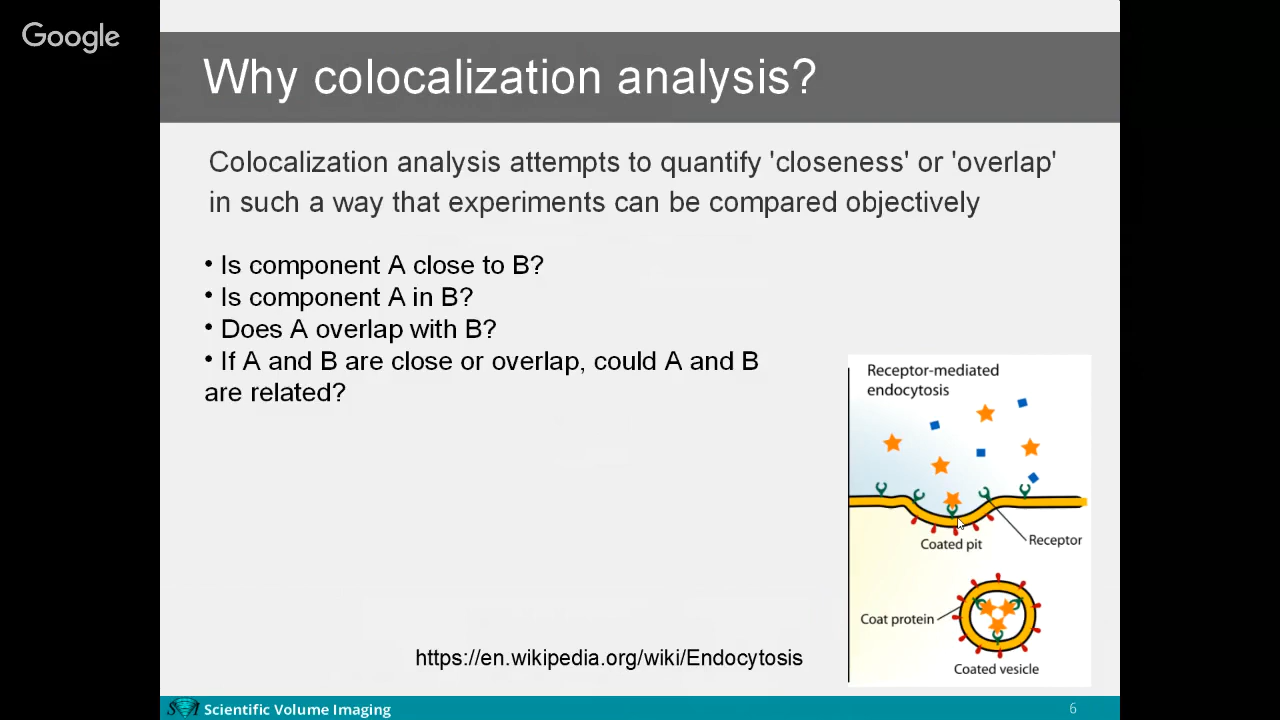 Google
Why colocalization analysis?
Colocalization analysis attempts to quantify 'closeness' or 'overlap'
in such a way that experiments can be compared objectively
• Is component A close to B?
• Is component A in B?
• Does A overlap with B?
• If A and B are close or overlap, could A and B
are related?
Receptor-mediated
endocytosis
Coated pit
Receptor
Coat protein
Coated vesicle
https://en.wikipedia.org/wiki/Endocytosis
SVI Scientific Volume Imaging
6